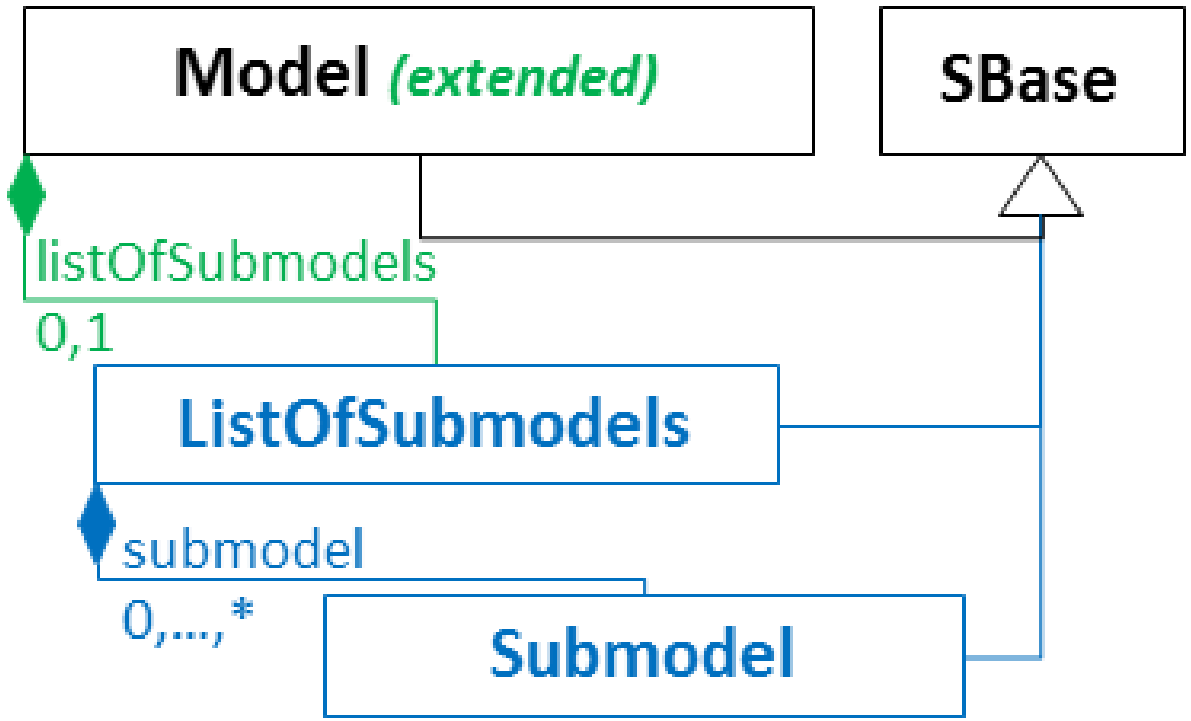 Model (extended)
SBase
listOfSubmodels
0,1
ListOfSubmodels
submodel
0,...,*
Submodel